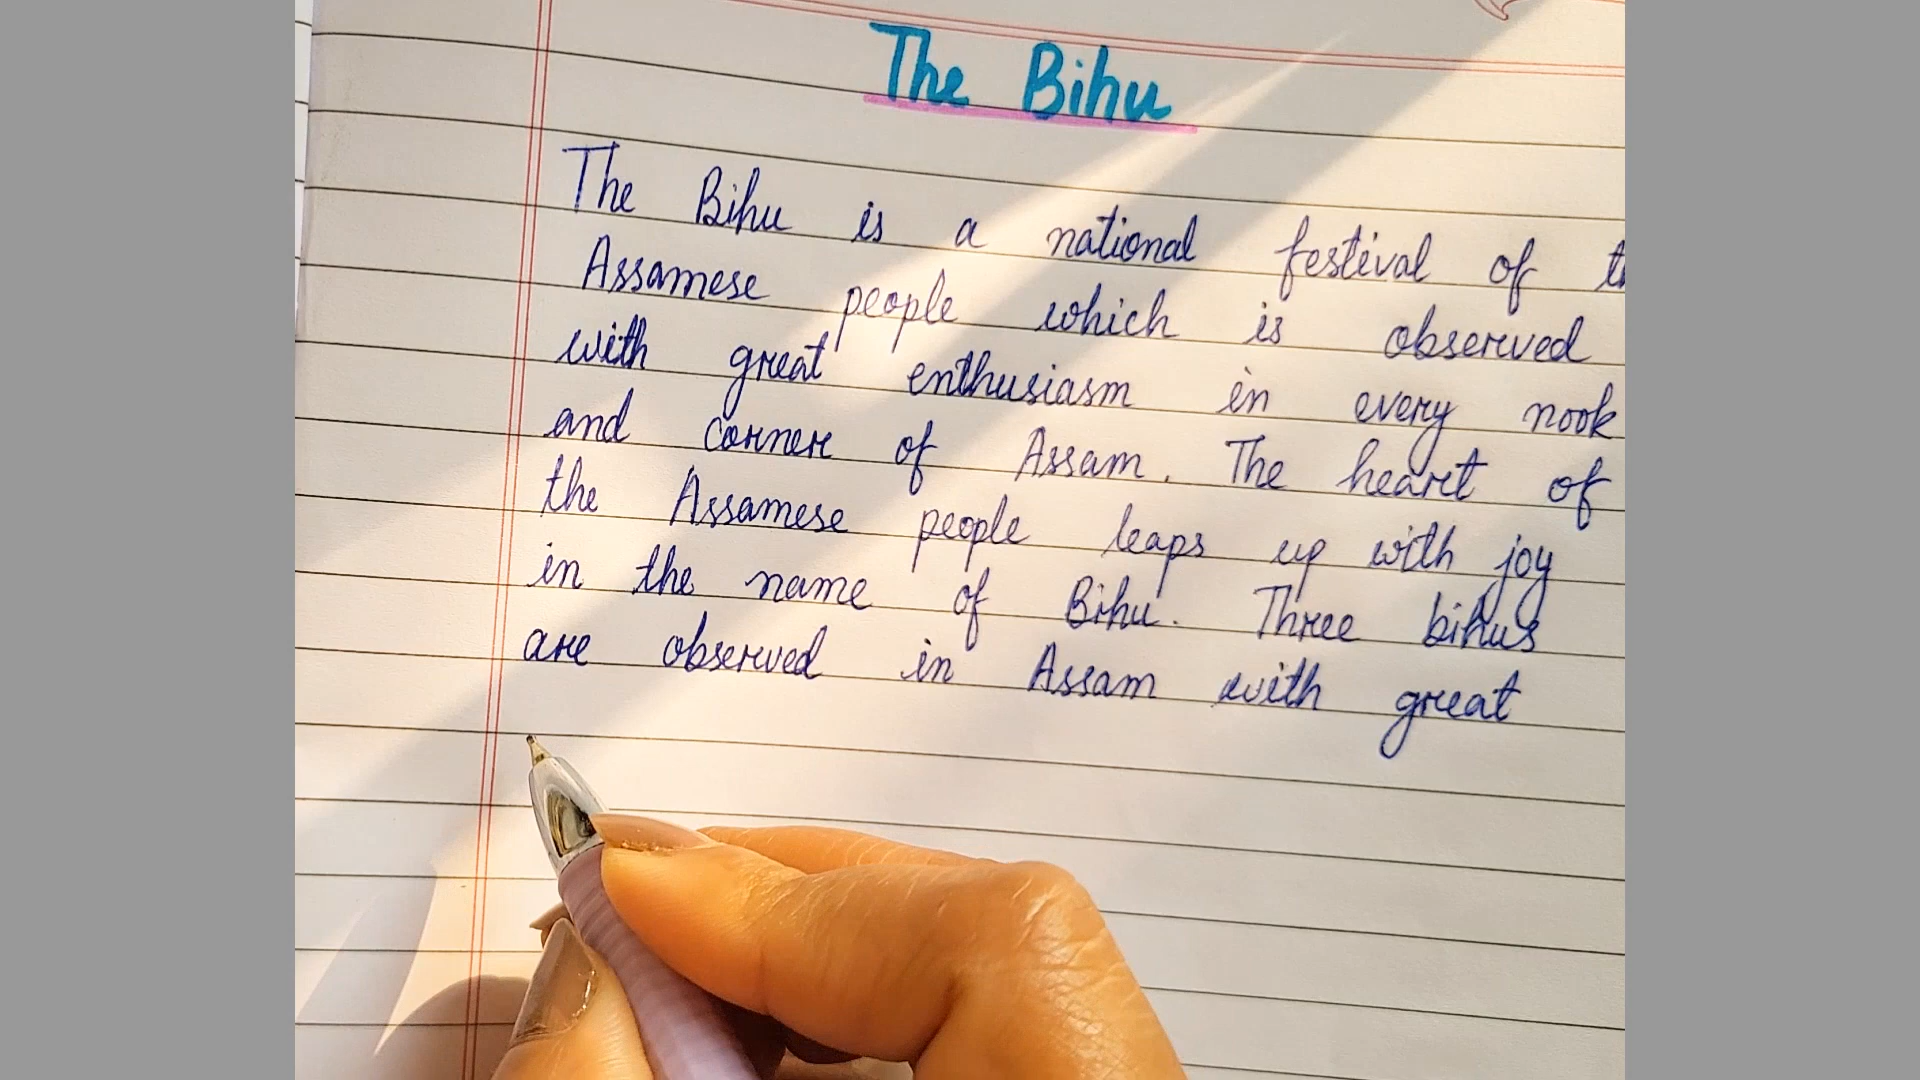 The Bihu
The Bihu is a national festival of
Assamese people which is observed
with great enthusiasm in every nook
and corner of Assam. The heart of
the Assamese people leaps up with joy
in the name of Bihu. Three bihus
are observed in Assam with great